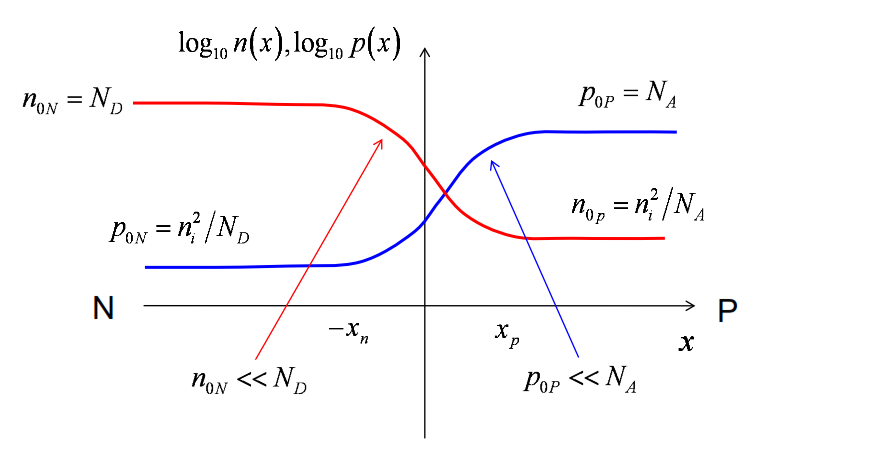 log₁₀ n(x), log₁₀ p(x)
n₀N = N_D
p₀P = N_A
p₀N = nᵢ²/N_D
n₀p = nᵢ²/N_A
N
P
−xₙ
xₚ
x
n₀N << N_D
p₀P << N_A